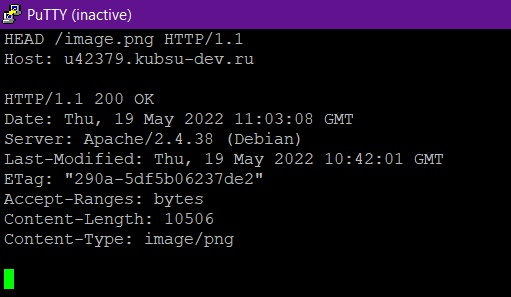 PuTTY (inactive)
HEAD /image.png HTTP/1.1
Host: u42379.kubsu-dev.ru
HTTP/1.1 200 OK
Date: Thu, 19 May 2022 11:03:08 GMT
Server: Apache/2.4.38 (Debian)
Last-Modified: Thu, 19 May 2022 10:42:01 GMT
ETag: "290a-5df5b06237de2"
Accept-Ranges: bytes
Content-Length: 10506
Content-Type: image/png